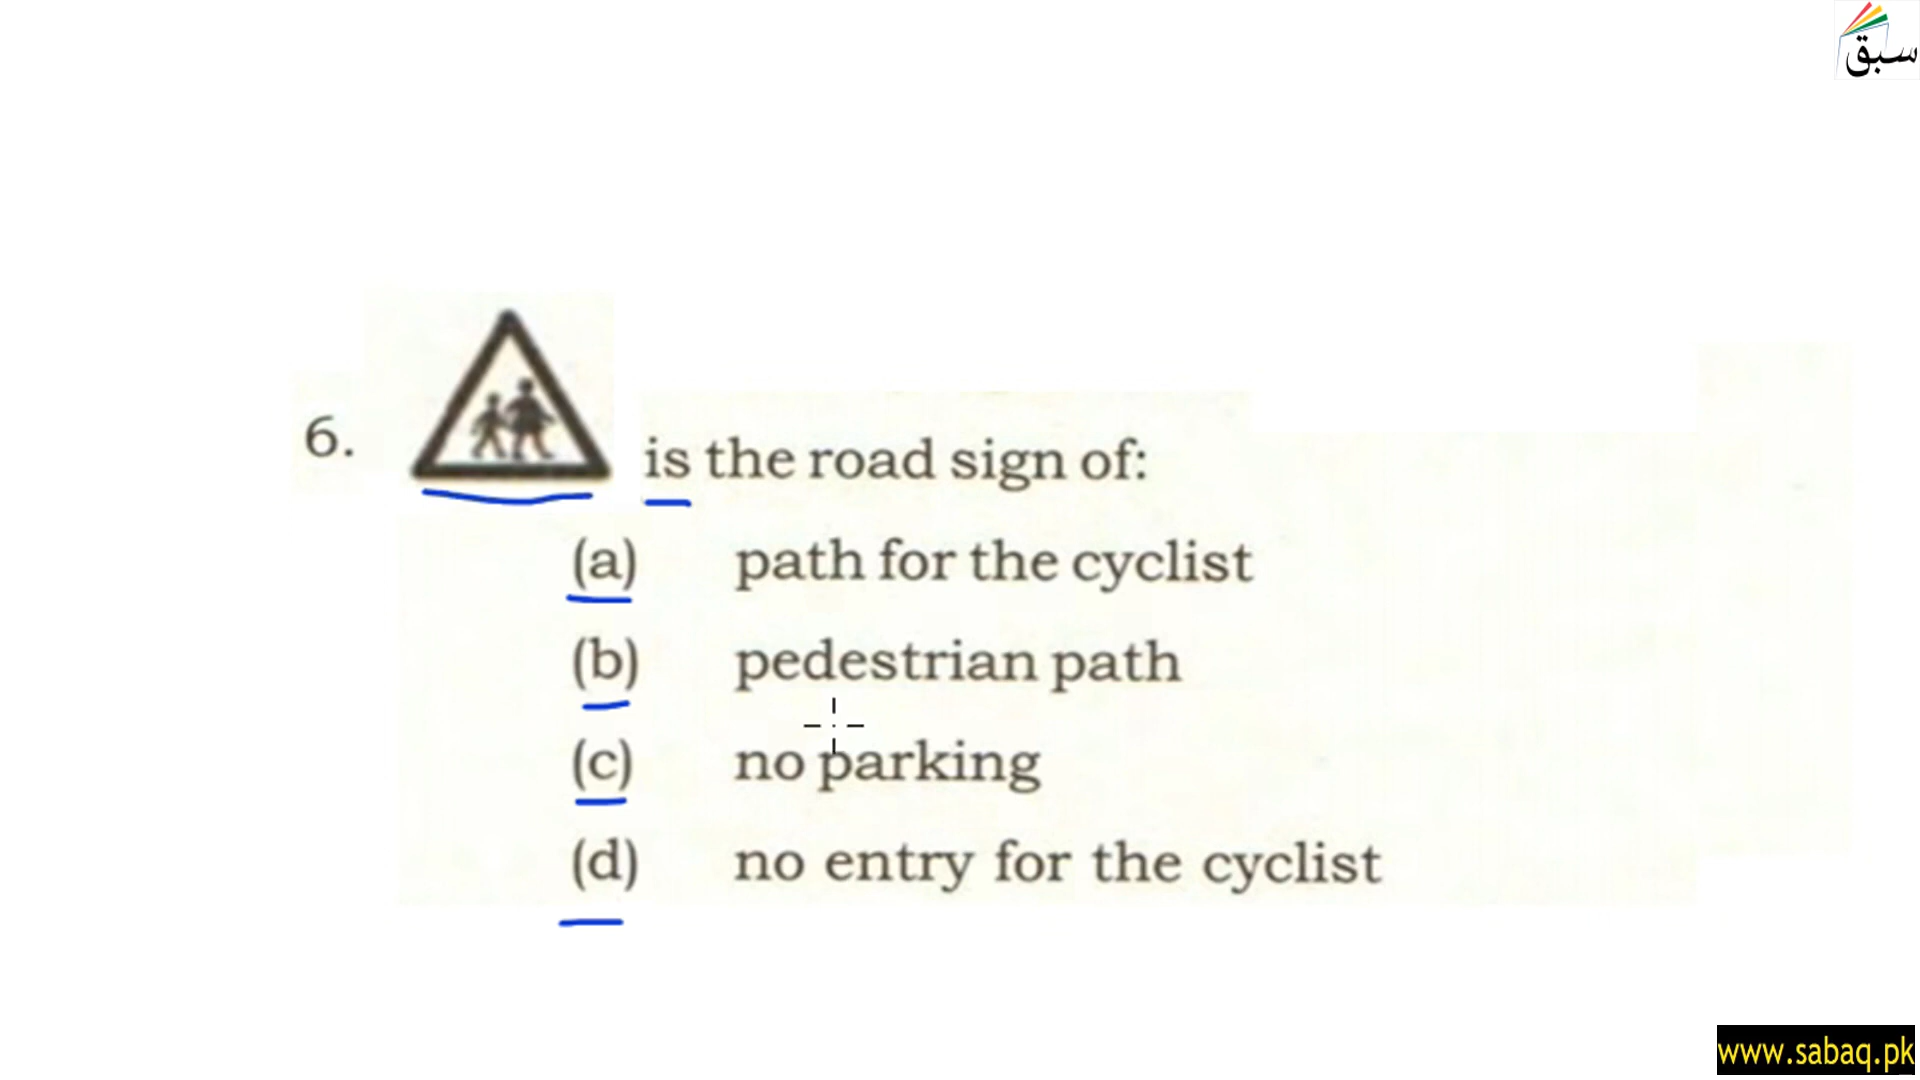 سبق
6.
is the road sign of:
(a) path for the cyclist
(b) pedestrian path
(c) no parking
(d) no entry for the cyclist
www.sabaq.pk